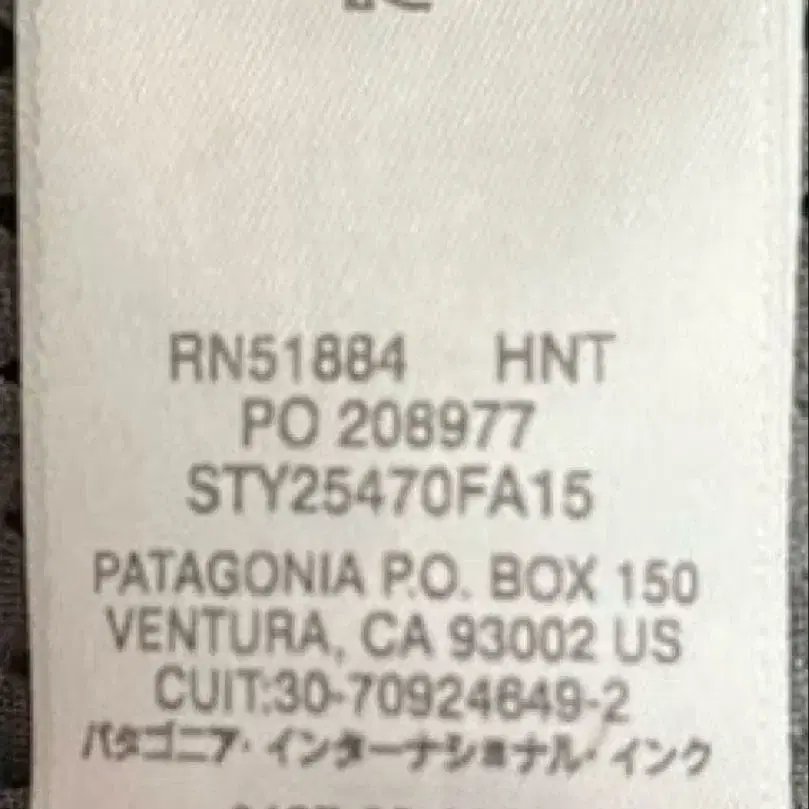 RN51884 HNT
PO 208977
STY25470FA15
PATAGONIA P.O. BOX 150
VENTURA, CA 93002 US
CUIT:30-70924649-2
パタゴニア・インターナショナル・インク